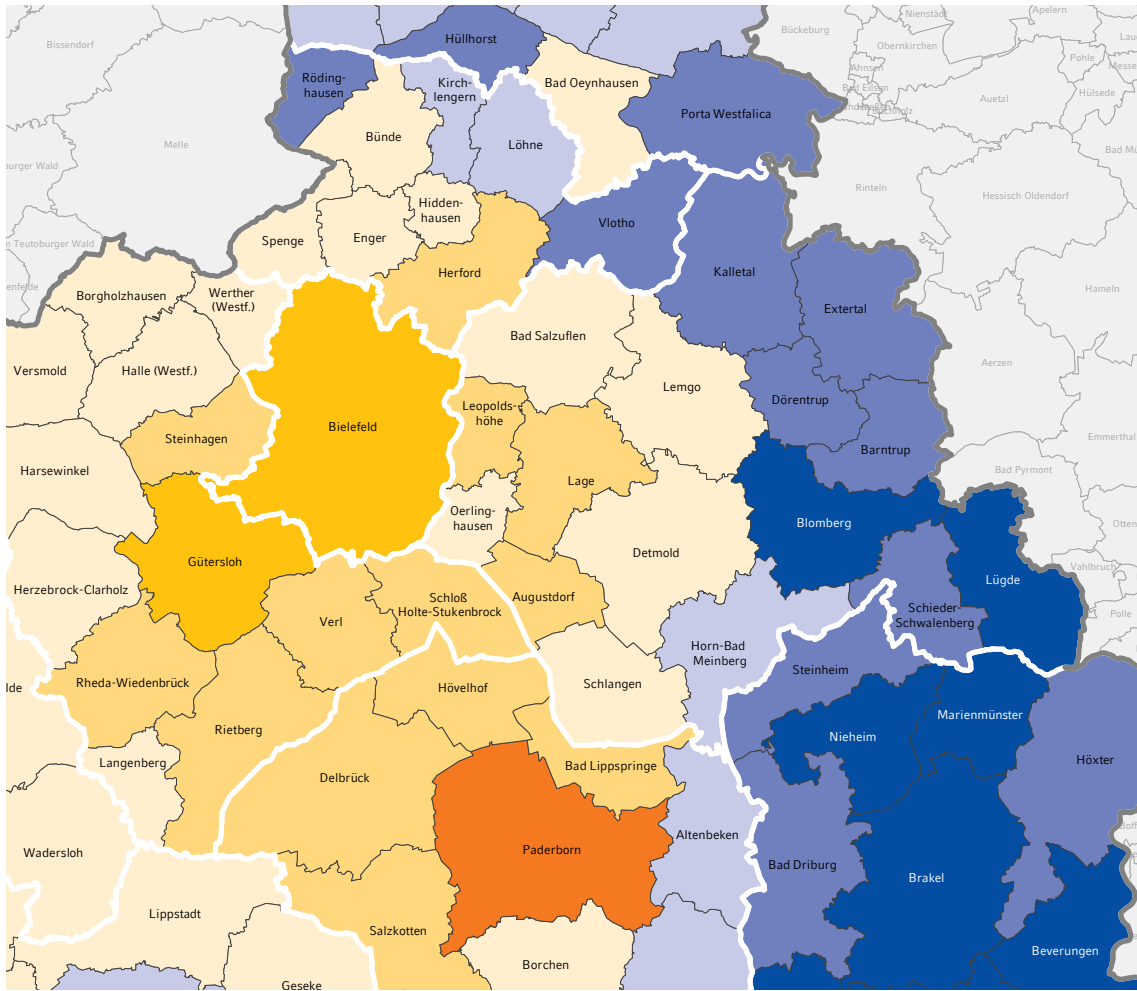 Apelern
Nienstädt
Bückeburg
Obernkirchen
Bissendorf
Hüllhorst
Pohle
Ahnsen
Bad Eilsen
Auetal
Hülsede
Buchholz
Röding-
hausen
Kirch-
lengern
Bad Oeynhausen
Porta Westfalica
Melle
Bünde
Löhne
Rinteln
Hessisch Oldendorf
Hidden-
hausen
Vlotho
Spenge
Enger
Herford
Kalletal
Extertal
Hameln
Borgholzhausen
Werther
(Westf.)
Bad Salzuflen
Aerzen
Versmold
Halle (Westf.)
Lemgo
Dörentrup
Leopolds-
höhe
Bielefeld
Steinhagen
Barntrup
Emmerthal
Harsewinkel
Bad Pyrmont
Lage
Oerling-
hausen
Blomberg
Detmold
Gütersloh
Vahlbruch
Lügde
Herzebrock-Clarholz
Schloß
Holte-Stukenbrock
Augustdorf
Verl
Schieder-
Schwalenberg
Polle
Horn-Bad
Meinberg
Steinheim
Rheda-Wiedenbrück
Hövelhof
Schlangen
Rietberg
Marienmünster
Nieheim
Langenberg
Delbrück
Bad Lippspringe
Höxter
Altenbeken
Wadersloh
Paderborn
Bad Driburg
Brakel
Lippstadt
Salzkotten
Borchen
Beverungen
Geseke